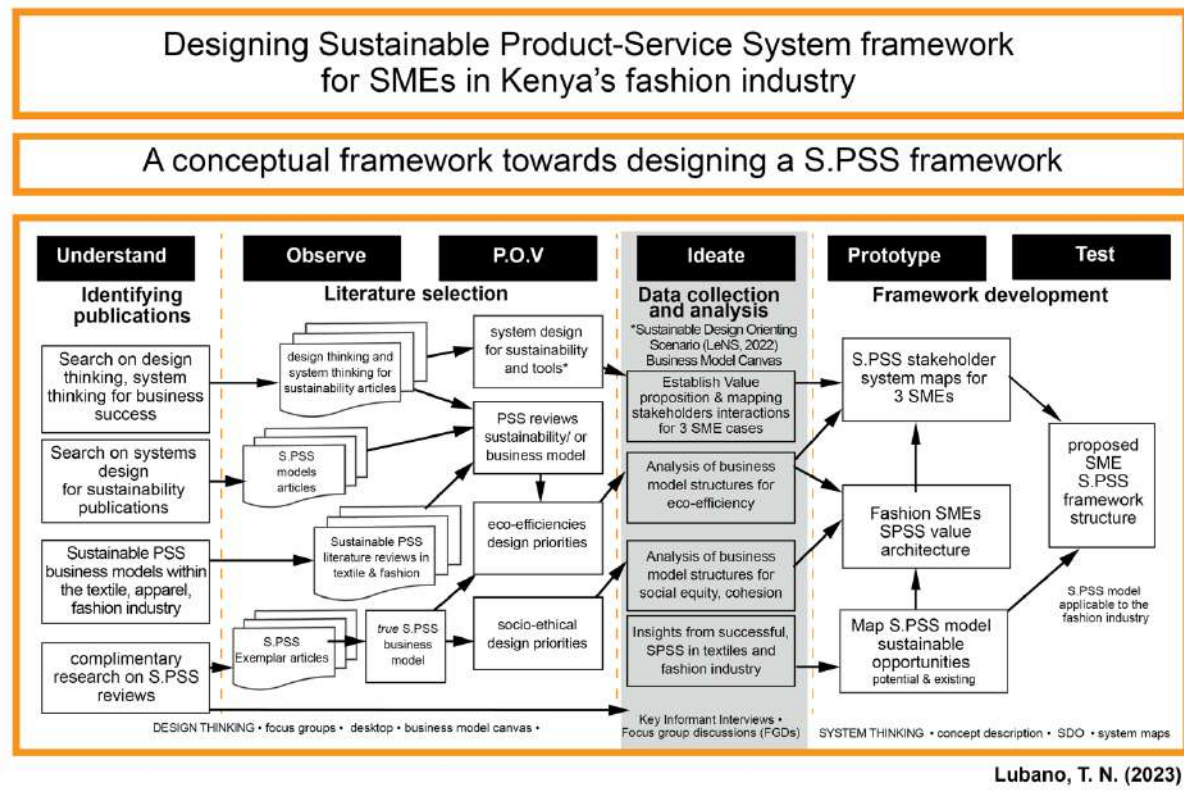 Designing Sustainable Product-Service System framework
for SMEs in Kenya's fashion industry
A conceptual framework towards designing a S.PSS framework
Understand
Observe
P.O.V
Ideate
Prototype
Test
Identifying
publications
Literature selection
Data collection
and analysis
Framework development
*Sustainable Design Orienting
Scenario (LeNS, 2022)
Business Model Canvas
Search on design
thinking, system
thinking for business
success
Search on systems
design
for sustainability
publications
Sustainable PSS
business models within
the textile, apparel,
fashion industry
complimentary
research on S.PSS
reviews
design thinking and
system thinking for
sustainability articles
S.PSS
models
articles
Sustainable PSS
literature reviews in
textile & fashion
S.PSS
Exemplar articles
true S.PSS
business
model
system design
for sustainability
and tools*
PSS reviews
sustainability/ or
business model
eco-efficiencies
design priorities
socio-ethical
design priorities
Establish Value
proposition & mapping
stakeholders interactions
for 3 SME cases
Analysis of business
model structures for
eco-efficiency
Analysis of business
model structures for
social equity, cohesion
Insights from successful,
SPSS in textiles and
fashion industry
S.PSS stakeholder
system maps for
3 SMEs
Fashion SMEs
SPSS value
architecture
Map S.PSS model
sustainable
opportunities
potential & existing
proposed
SME
S.PSS
framework
structure
S.PSS model
applicable to the
fashion industry
DESIGN THINKING • focus groups • desktop • business model canvas •
Key Informant Interviews •
Focus group discussions (FGDs)
SYSTEM THINKING • concept description • SDO • system maps
Lubano, T. N. (2023)